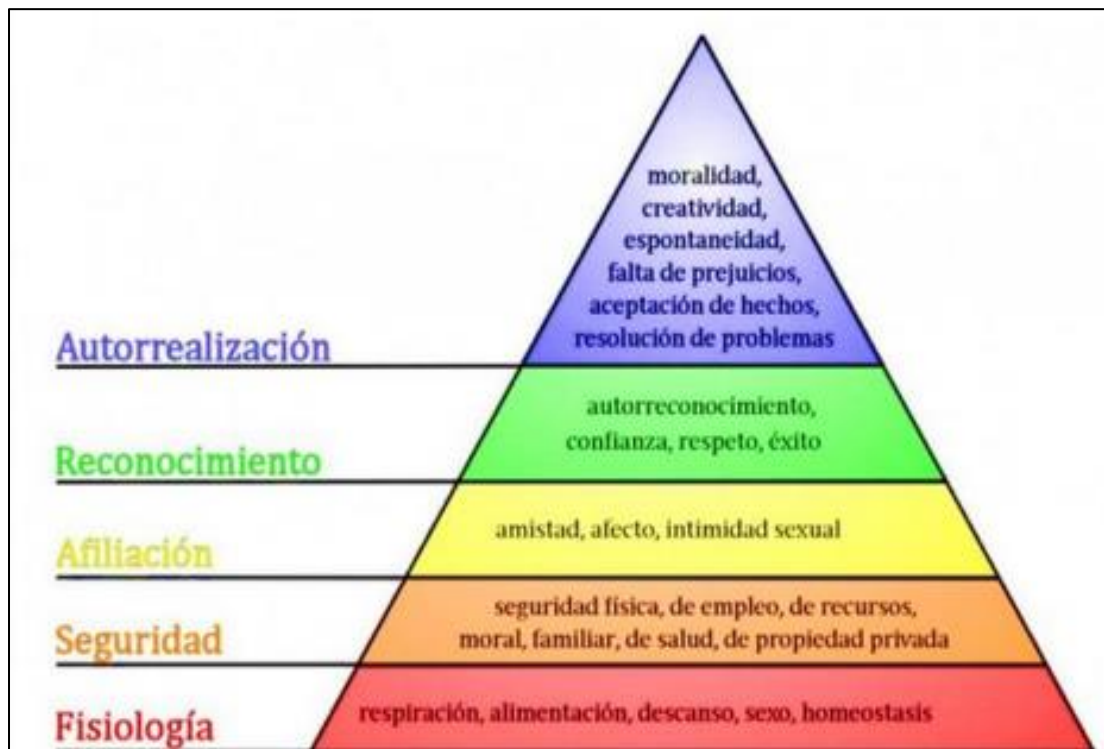 moralidad,
creatividad,
espontaneidad,
falta de prejuicios,
aceptación de hechos,
resolución de problemas
Autorrealización
autorreconocimiento,
confianza, respeto, éxito
Reconocimiento
amistad, afecto, intimidad sexual
Afiliación
seguridad física, de empleo, de recursos,
moral, familiar, de salud, de propiedad privada
Seguridad
respiración, alimentación, descanso, sexo, homeostasis
Fisiología